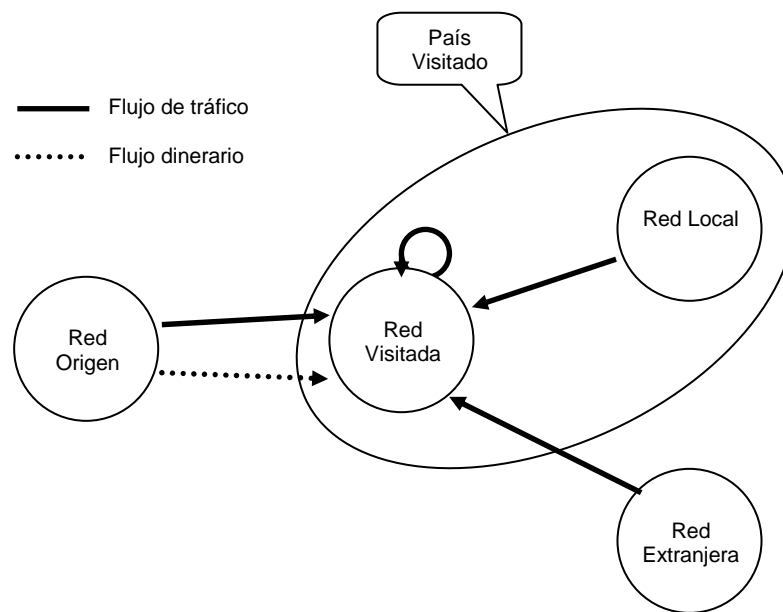 País
Visitado
Flujo de tráfico
Flujo dinerario
Red Local
Red
Origen
Red
Visitada
Red
Extranjera